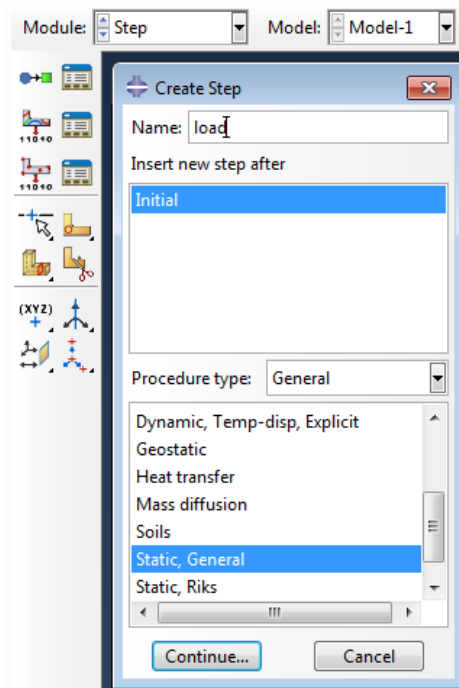 Module: Step Model: Model-1
Create Step
Name: load
Insert new step after
Initial
(XYZ)
Procedure type: General
Dynamic, Temp-disp, Explicit
Geostatic
Heat transfer
Mass diffusion
Soils
Static, General
Static, Riks
Continue... Cancel